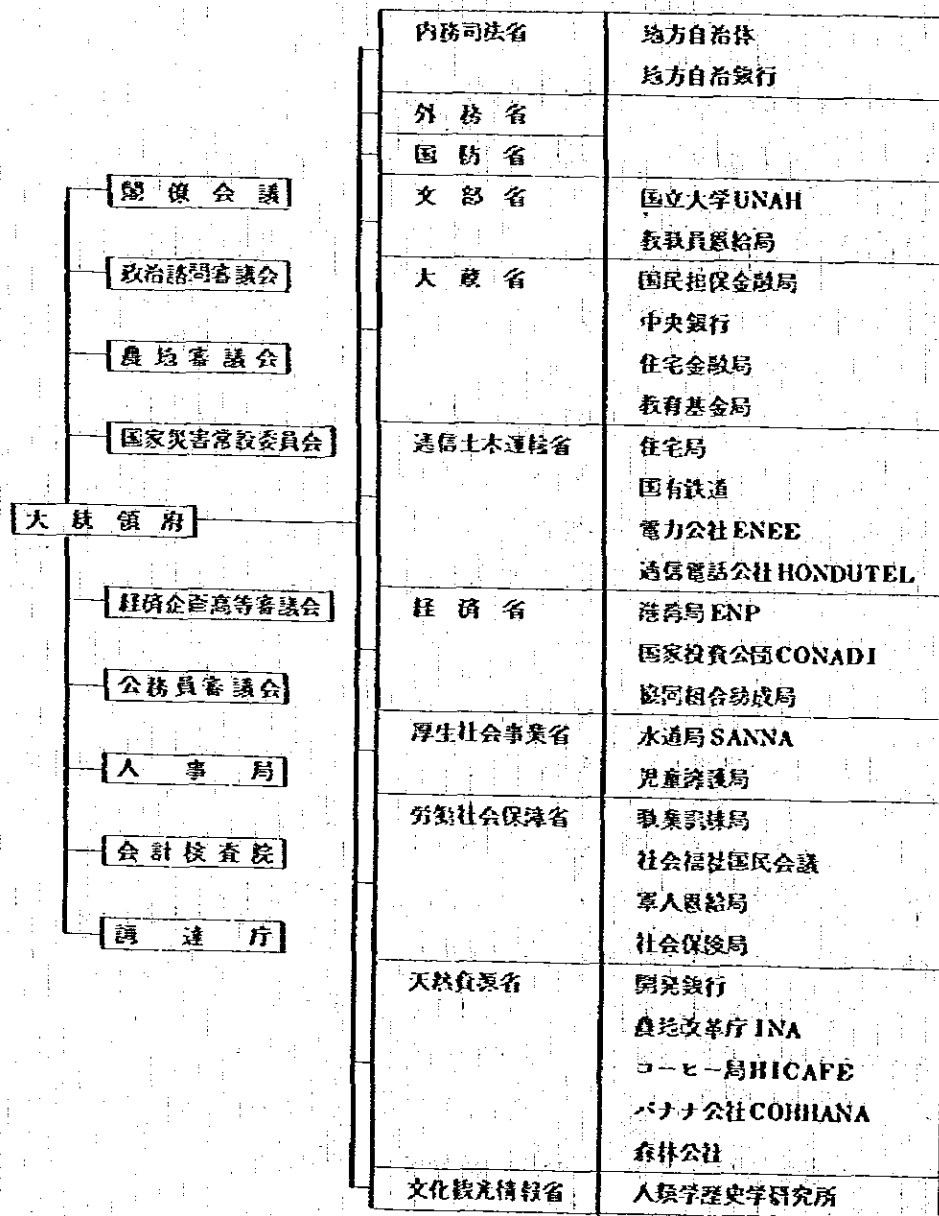 大統領府
閣僚会議
政治諮問審議会
農地審議会
国家災害常設委員会
経済企画高等審議会
公務員審議会
人事局
会計検査院
調達庁
内務司法省
地方自治体
地方自治銀行
外務省
国防省
文部省
国立大学UNAH
教職員恩給局
大蔵省
国民担保金融局
中央銀行
住宅金融局
教育基金局
通信土木運輸省
住宅局
国有鉄道
電力公社ENEE
通信電話公社HONDUTEL
経済省
港湾局ENP
国家投資公団CONADI
協同組合助成局
厚生社会事業省
水道局SANNA
児童擁護局
労働社会保障省
職業訓練局
社会福祉国民会議
軍人恩給局
社会保険局
天然資源省
開発銀行
農地改革庁INA
コーヒー局HICAFE
バナナ公社COHHANA
森林公社
文化観光情報省
人類学歴史学研究所